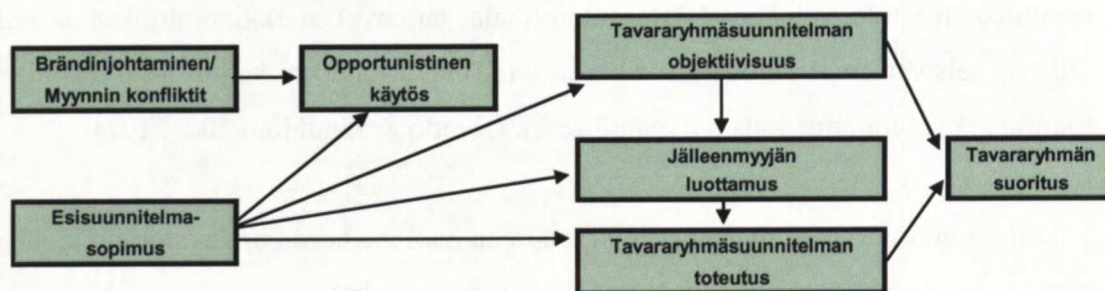 Brändinjohtaminen/
Myynnin konfliktit
Opportunistinen
käytös
Tavararyhmäsuunnitelman
objektiivisuus
Jälleenmyyjän
luottamus
Tavararyhmän
suoritus
Esisuunnitelma-
sopimus
Tavararyhmäsuunnitelman
toteutus